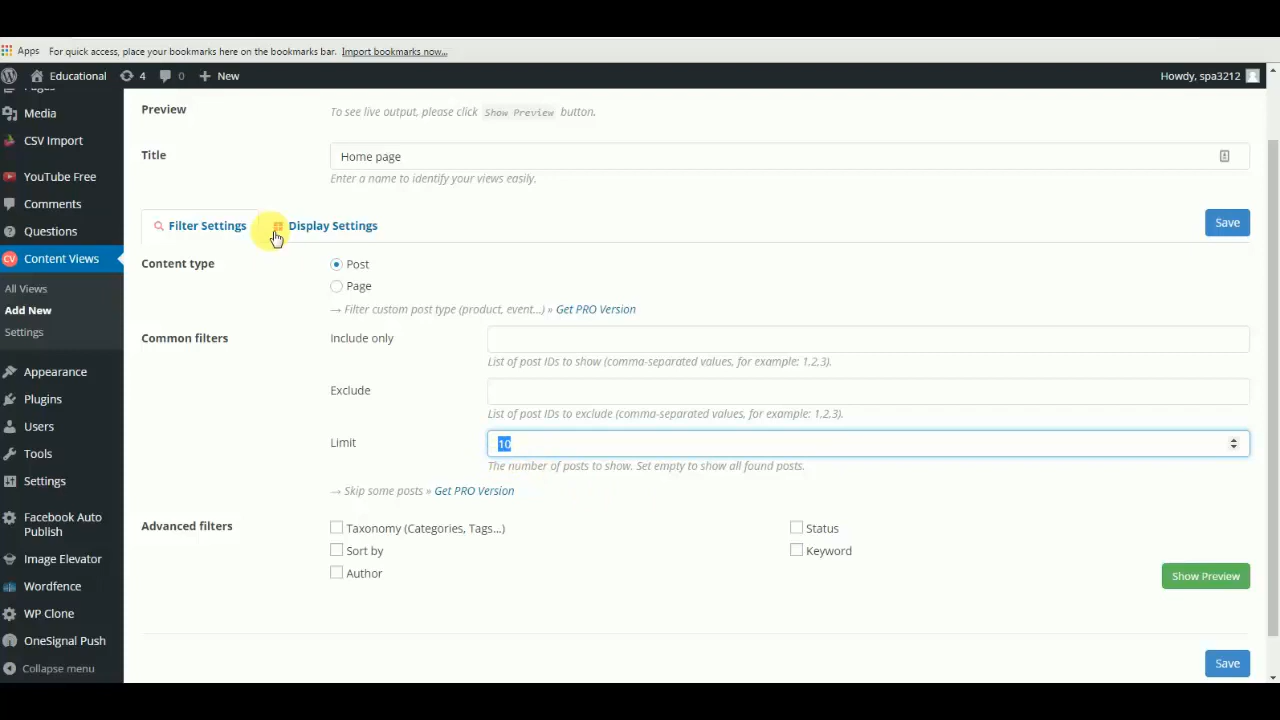 Apps For quick access, place your bookmarks here on the bookmarks bar. Import bookmarks now...
Educational 4 0 New Howdy, spa3212
Pages
Media
CSV Import
YouTube Free
Comments
Questions
Content Views
All Views
Add New
Settings
Appearance
Plugins
Users
Tools
Settings
Facebook Auto
Publish
Image Elevator
Wordfence
WP Clone
OneSignal Push
Collapse menu
Preview To see live output, please click Show Preview button.
Title Home page
Enter a name to identify your views easily.
Filter Settings Display Settings Save
Content type Post
Page
→ Filter custom post type (product, event...) » Get PRO Version
Common filters Include only
List of post IDs to show (comma-separated values, for example: 1,2,3).
Exclude
List of post IDs to exclude (comma-separated values, for example: 1,2,3).
Limit 10
The number of posts to show. Set empty to show all found posts.
→ Skip some posts » Get PRO Version
Advanced filters Taxonomy (Categories, Tags...) Status
Sort by Keyword
Author
Show Preview
Save